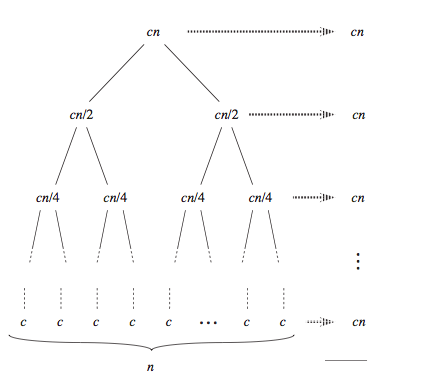 cn cn
cn/2 cn/2 cn
cn/4 cn/4 cn/4 cn/4 cn
⋮
c c c c c ... c c cn
n